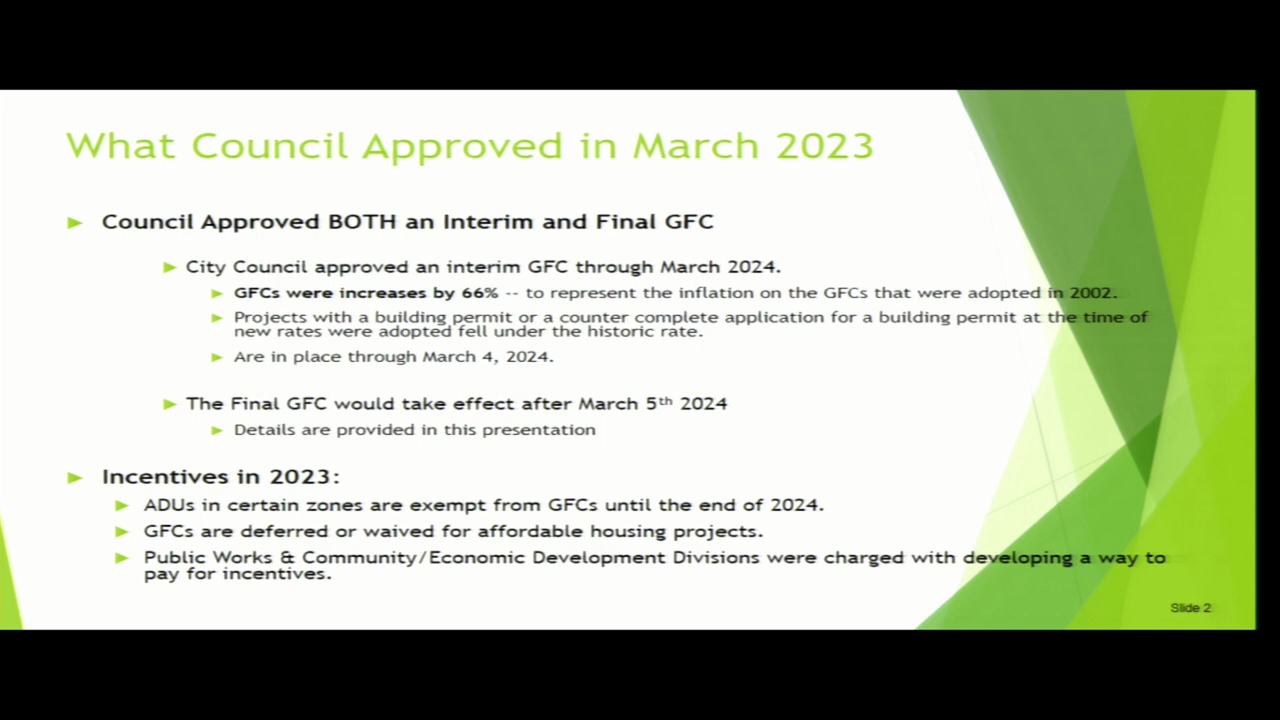 What Council Approved in March 2023
Council Approved BOTH an Interim and Final GFC
City Council approved an interim GFC through March 2024.
GFCs were increases by 66% -- to represent the inflation on the GFCs that were adopted in 2002.
Projects with a building permit or a counter complete application for a building permit at the time of
new rates were adopted fell under the historic rate.
Are in place through March 4, 2024.
The Final GFC would take effect after March 5th 2024
Details are provided in this presentation
Incentives in 2023:
ADUs in certain zones are exempt from GFCs until the end of 2024.
GFCs are deferred or waived for affordable housing projects.
Public Works & Community/Economic Development Divisions were charged with developing a way to
pay for incentives.
Slide 2